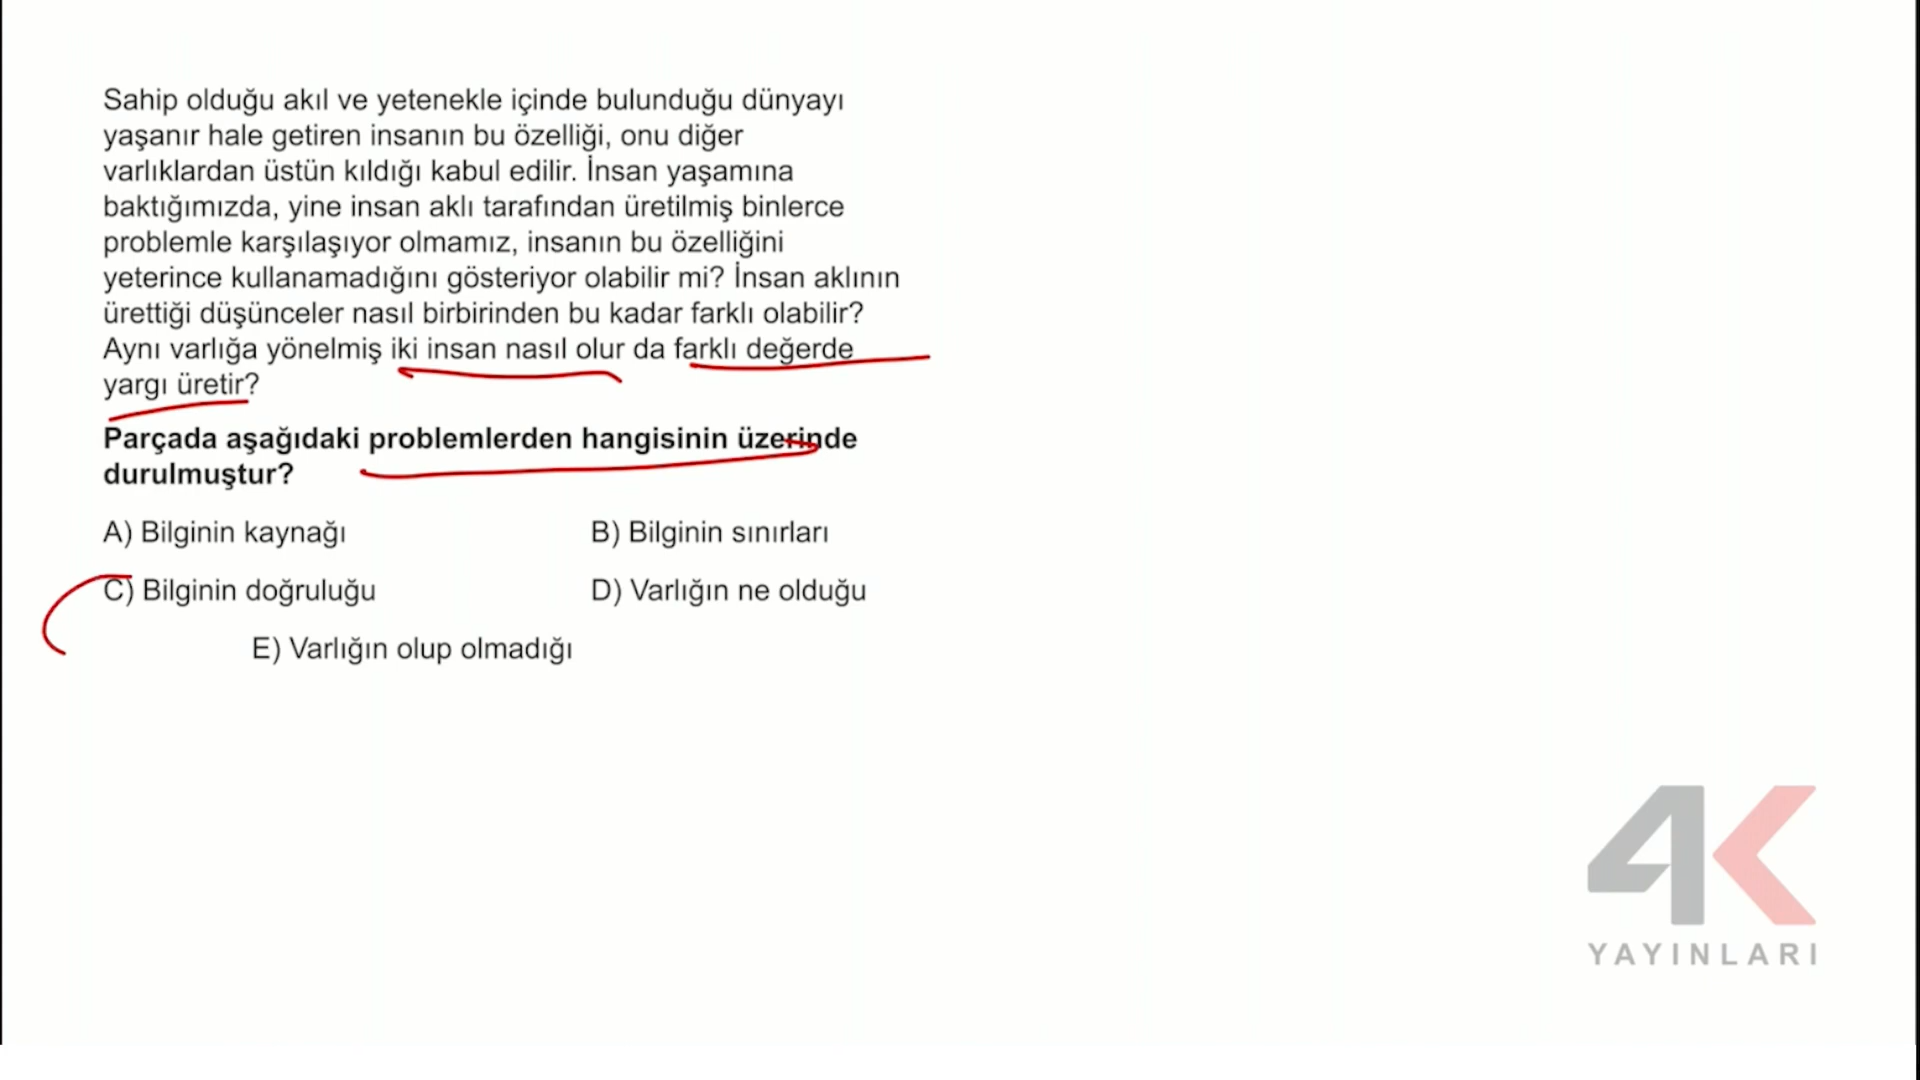 Sahip olduğu akıl ve yetenekle içinde bulunduğu dünyayı
yaşanır hale getiren insanın bu özelliği, onu diğer
varlıklardan üstün kıldığı kabul edilir. İnsan yaşamına
baktığımızda, yine insan aklı tarafından üretilmiş binlerce
problemle karşılaşıyor olmamız, insanın bu özelliğini
yeterince kullanamadığını gösteriyor olabilir mi? İnsan aklının
ürettiği düşünceler nasıl birbirinden bu kadar farklı olabilir?
Aynı varlığa yönelmiş iki insan nasıl olur da farklı değerde
yargı üretir?
Parçada aşağıdaki problemlerden hangisinin üzerinde
durulmuştur?
A) Bilginin kaynağı
B) Bilginin sınırları
C) Bilginin doğruluğu
D) Varlığın ne olduğu
E) Varlığın olup olmadığı
4K
YAYINLARI